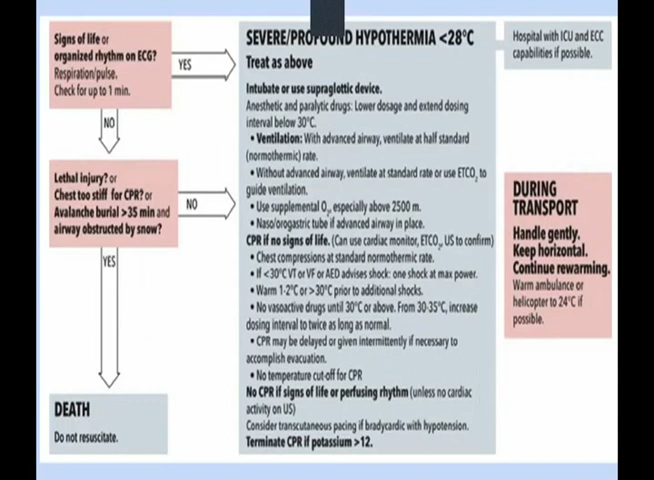 Signs of life or
organized rhythm on ECG?
Respiration/pulse.
Check for up to 1 min.
YES
NO
Lethal injury? or
Chest too stiff for CPR? or
Avalanche burial >35 min and
airway obstructed by snow?
NO
YES
DEATH
Do not resuscitate.
SEVERE/PROFOUND HYPOTHERMIA <28°C
Treat as above
Intubate or use supraglottic device.
Anesthetic and paralytic drugs: Lower dosage and extend dosing
interval below 30°C.
• Ventilation: With advanced airway, ventilate at half standard
(normothermic) rate.
• Without advanced airway, ventilate at standard rate or use ETCO₂ to
guide ventilation.
• Use supplemental O₂, especially above 2500 m.
• Naso/orogastric tube if advanced airway in place.
CPR if no signs of life. (Can use cardiac monitor, ETCO₂, US to confirm)
• Chest compressions at standard normothermic rate.
• If <30°C VT or VF or AED advises shock: one shock at max power.
• Warm 1-2°C or >30°C prior to additional shocks.
• No vasoactive drugs until 30°C or above. From 30-35°C, increase
dosing interval to twice as long as normal.
• CPR may be delayed or given intermittently if necessary to
accomplish evacuation.
• No temperature cut-off for CPR
No CPR if signs of life or perfusing rhythm (unless no cardiac
activity on US)
Consider transcutaneous pacing if bradycardic with hypotension.
Terminate CPR if potassium >12.
Hospital with ICU and ECC
capabilities if possible.
DURING
TRANSPORT
Handle gently.
Keep horizontal.
Continue rewarming.
Warm ambulance or
helicopter to 24°C if
possible.